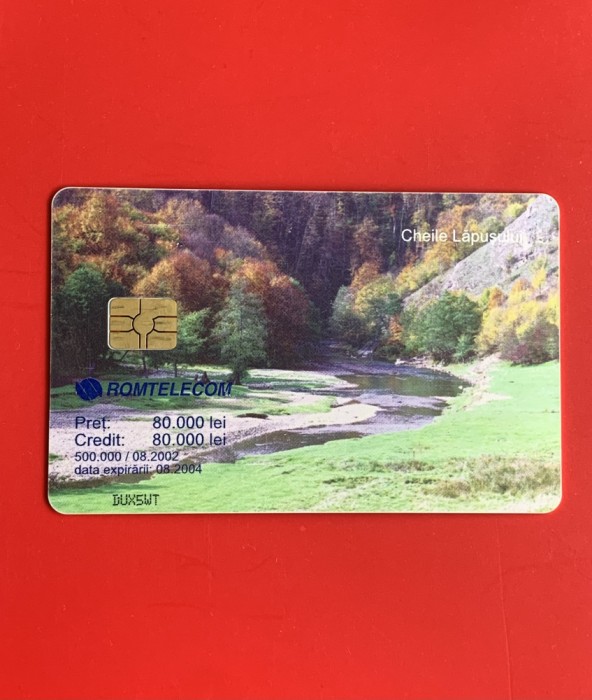 Cheile Lăpușului
ROMTELECOM
Preț: 80.000 lei
Credit: 80.000 lei
500.000 / 08.2002
data expirării: 08.2004
DUX5WT